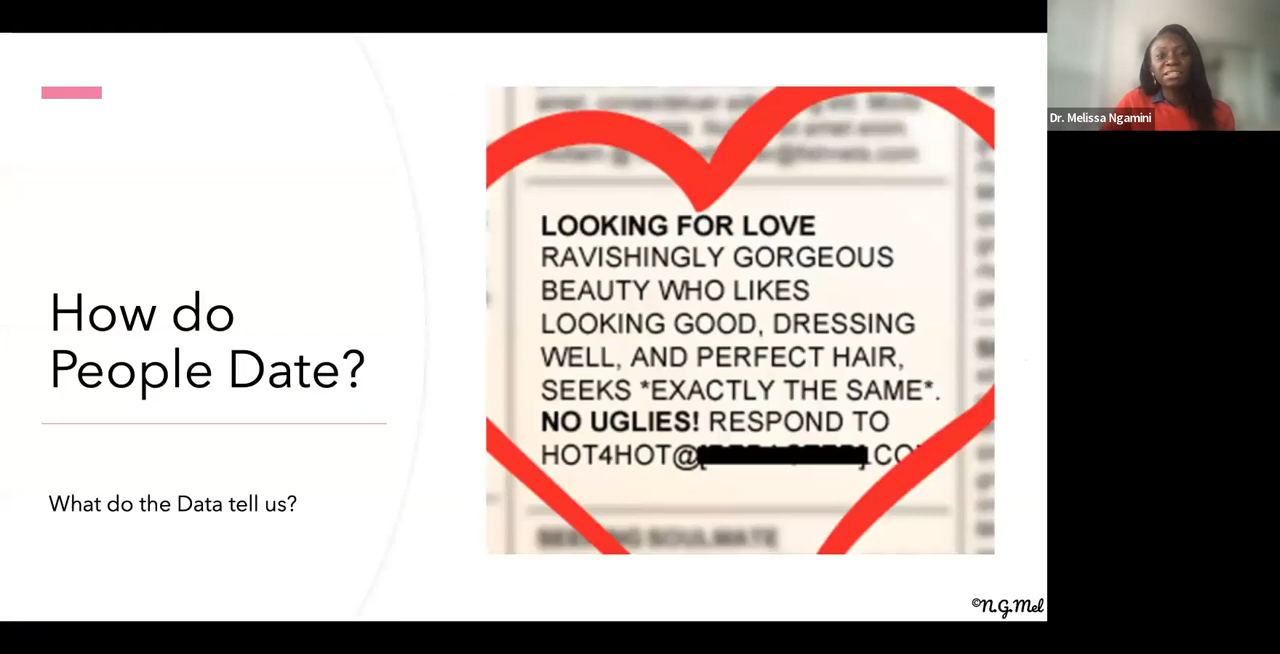 How do
People Date?
What do the Data tell us?
LOOKING FOR LOVE
RAVISHINGLY GORGEOUS
BEAUTY WHO LIKES
LOOKING GOOD, DRESSING
WELL, AND PERFECT HAIR,
SEEKS *EXACTLY THE SAME*.
NO UGLIES! RESPOND TO
HOT4HOT@[
SEEKING SOULMATE
©N.G.Mel
Dr. Melissa Ngamini